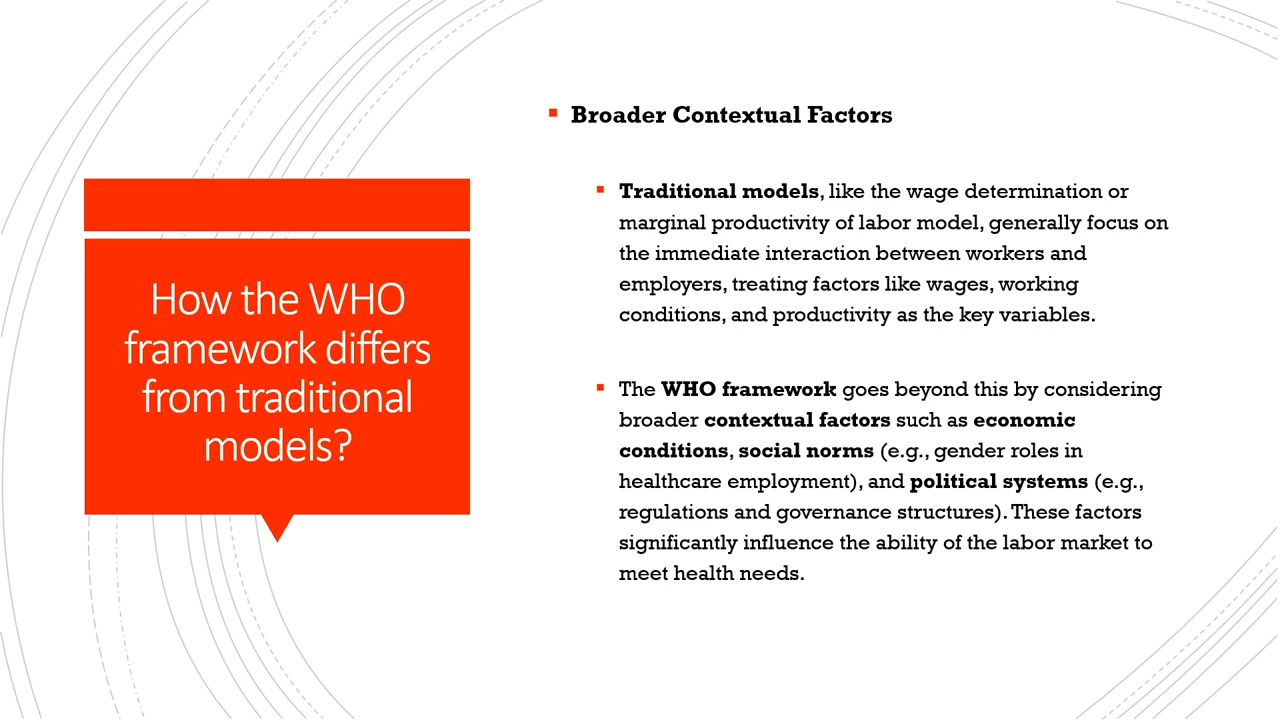 How the WHO
framework differs
from traditional
models?
Broader Contextual Factors
Traditional models, like the wage determination or
marginal productivity of labor model, generally focus on
the immediate interaction between workers and
employers, treating factors like wages, working
conditions, and productivity as the key variables.
The WHO framework goes beyond this by considering
broader contextual factors such as economic
conditions, social norms (e.g., gender roles in
healthcare employment), and political systems (e.g.,
regulations and governance structures). These factors
significantly influence the ability of the labor market to
meet health needs.